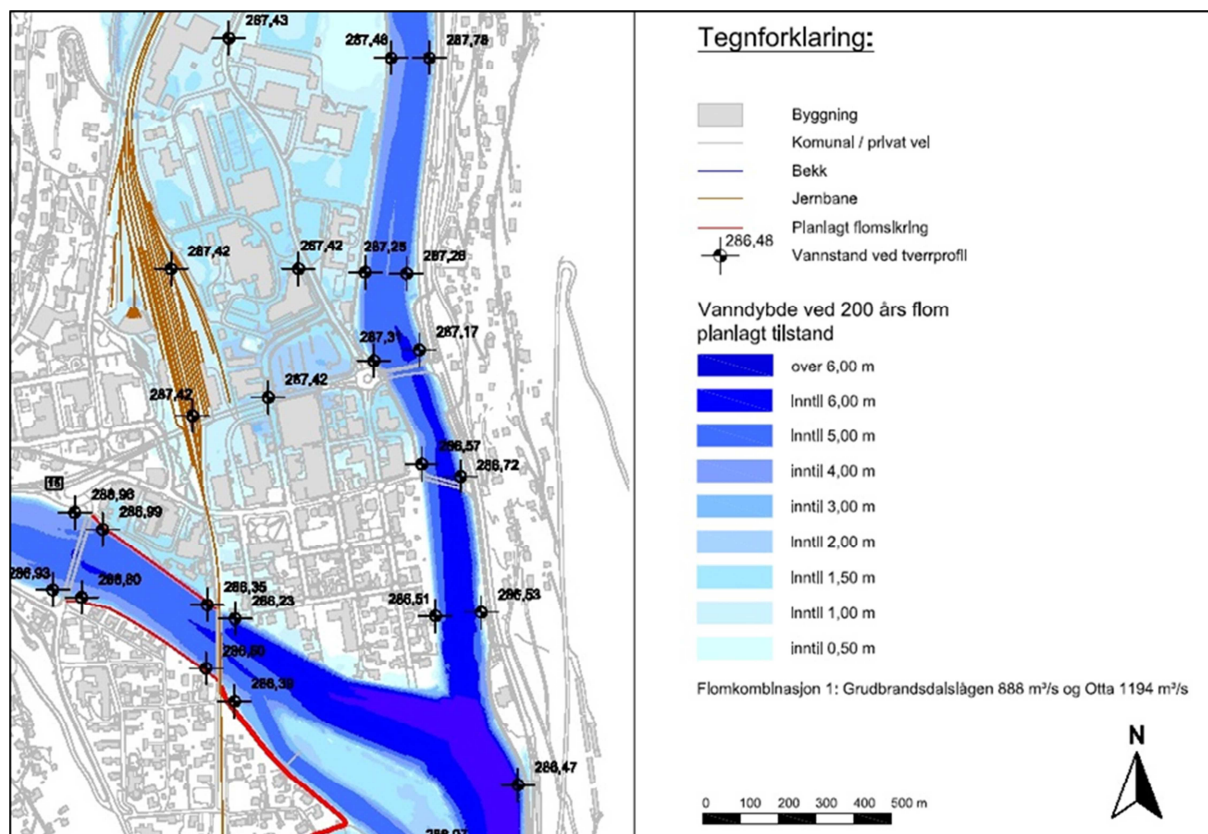 287,43
287,46
287,78
287,42
287,42
287,25
287,26
287,3
287,17
287,42
287,42
286,57
286,72
15
286,96
286,99
286,93
286,80
286,35
286,23
286,51
286,53
286,50
286,39
286,47
Tegnforklaring:
Byggning
Komunal / privat vei
Bekk
Jernbane
Planlagt flomsikring
286,48
Vannstand ved tverrprofil
Vanndybde ved 200 års flom
planlagt tilstand
over 6,00 m
Inntil 6,00 m
Inntil 5,00 m
inntil 4,00 m
inntil 3,00 m
Inntil 2,00 m
Inntil 1,50 m
Inntil 1,00 m
inntil 0,50 m
Flomkombinasjon 1: Grudbrandsdalslågen 888 m³/s og Otta 1194 m³/s
N
0 100 200 300 400 500 m